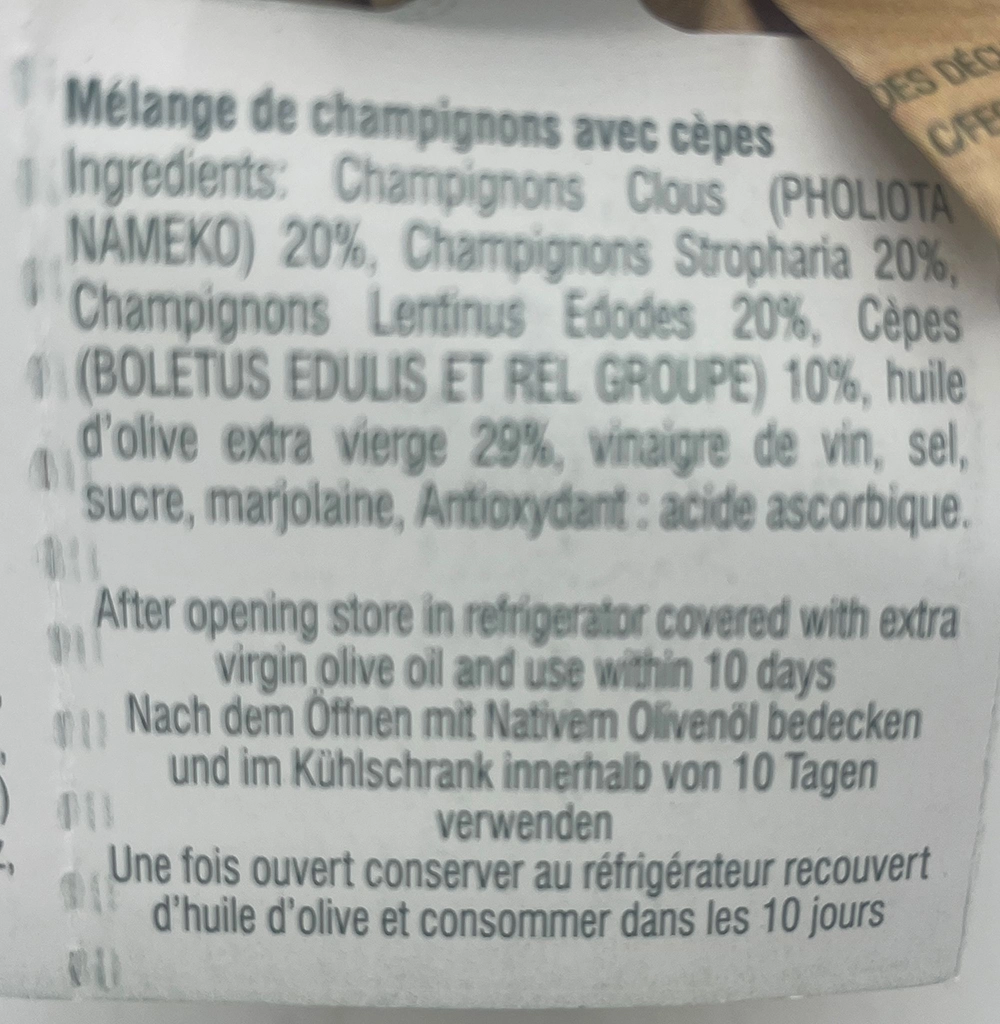 DES DÉC
C/FE
Mélange de champignons avec cèpes
Ingredients: Champignons Clous (PHOLIOTA
NAMEKO) 20%, Champignons Stropharia 20%,
Champignons Lentinus Edodes 20%, Cèpes
(BOLETUS EDULIS ET REL GROUPE) 10%, huile
d'olive extra vierge 29%, vinaigre de vin, sel,
sucre, marjolaine, Antioxydant : acide ascorbique.
After opening store in refrigerator covered with extra
virgin olive oil and use within 10 days
Nach dem Öffnen mit Nativem Olivenöl bedecken
und im Kühlschrank innerhalb von 10 Tagen
verwenden
Une fois ouvert conserver au réfrigérateur recouvert
d'huile d'olive et consommer dans les 10 jours